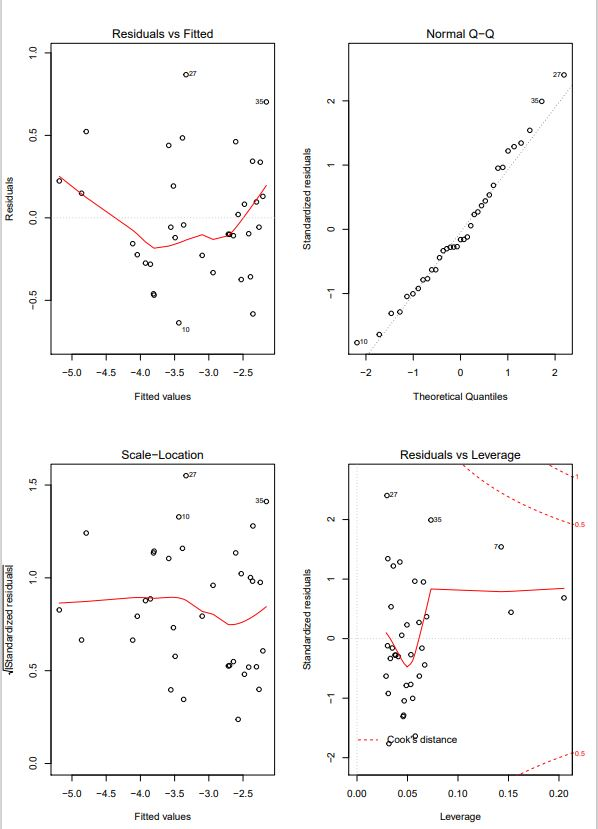 Residuals vs Fitted
Residuals
1.0
0.5
0.0
−0.5
27
35
10
−5.0 −4.5 −4.0 −3.5 −3.0 −2.5
Fitted values
Normal Q−Q
Standardized residuals
2
1
0
−1
27
35
10
−2 −1 0 1 2
Theoretical Quantiles
Scale−Location
√|Standardized residuals|
1.5
1.0
0.5
0.0
27
35
10
−5.0 −4.5 −4.0 −3.5 −3.0 −2.5
Fitted values
Residuals vs Leverage
Standardized residuals
2
1
0
−1
−2
27
35
7
1
0.5
0.5
Cook's distance
0.00 0.05 0.10 0.15 0.20
Leverage